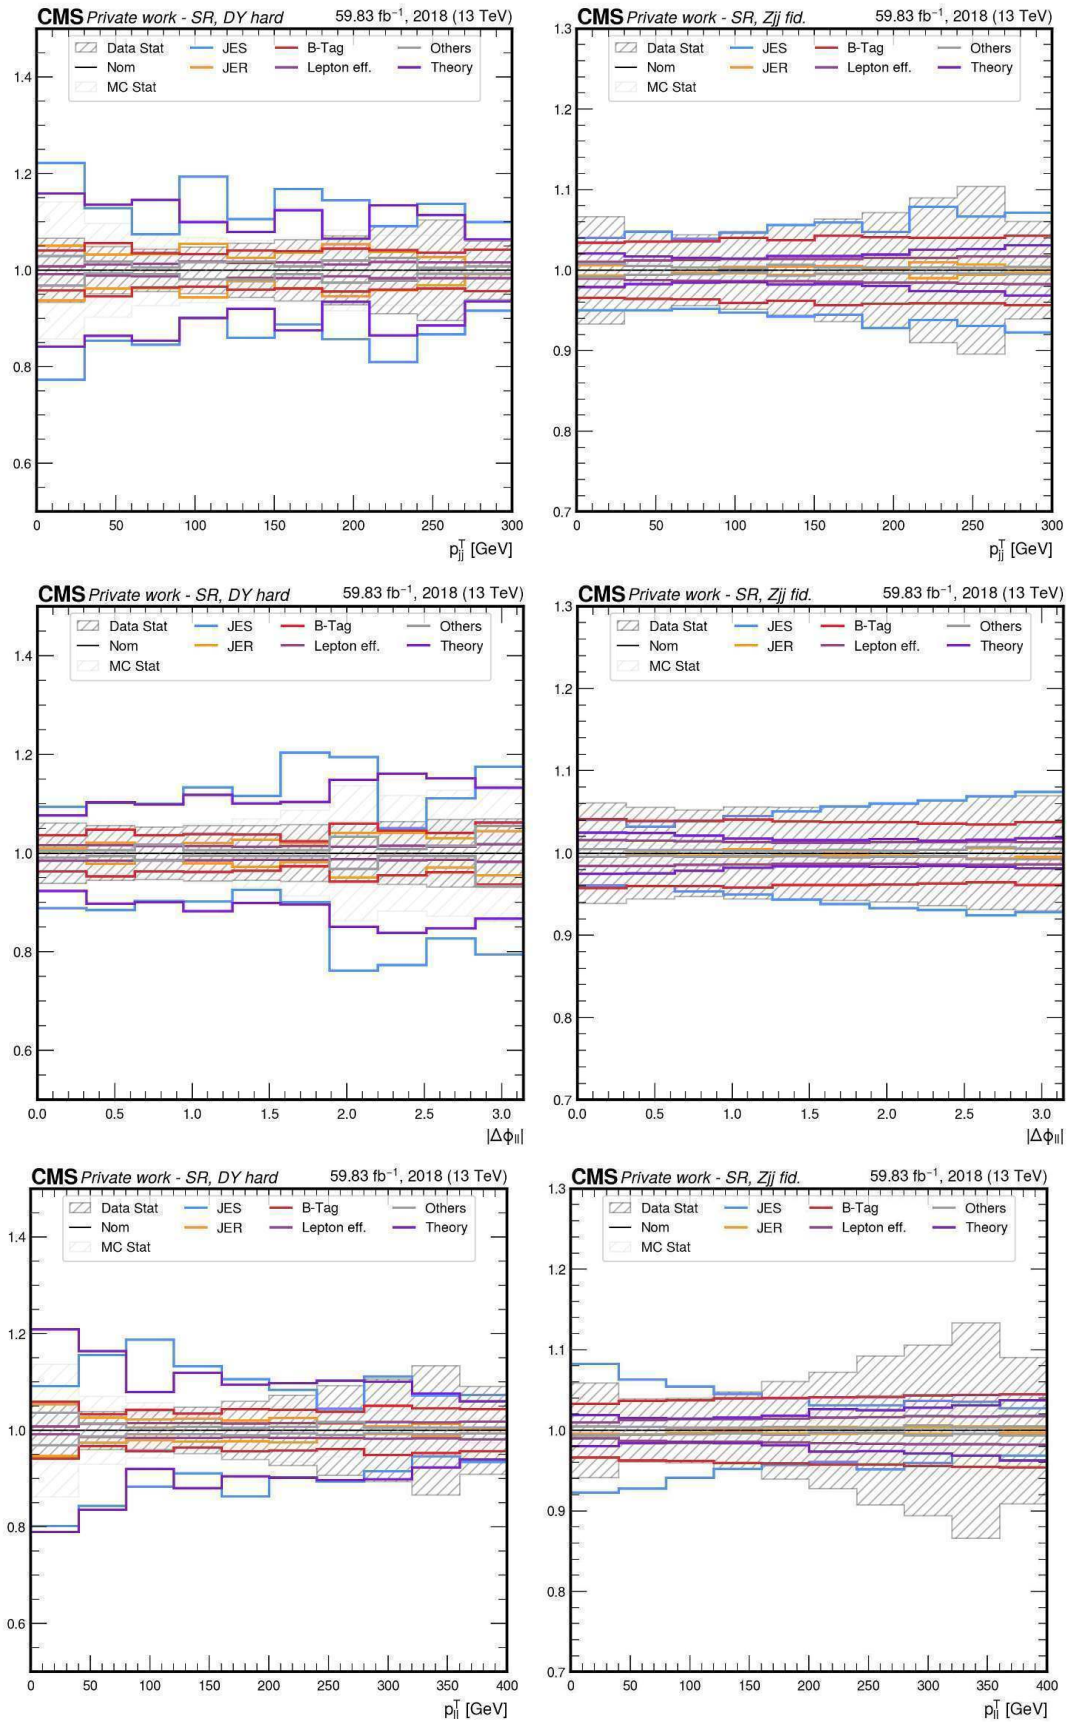 CMS Private work - SR, DY hard 59.83 fb⁻¹, 2018 (13 TeV)
Data Stat JES B-Tag Others
Nom JER Lepton eff. Theory
MC Stat
1.4
1.2
1.0
0.8
0.6
0 50 100 150 200 250 300
p_jj^T [GeV]
CMS Private work - SR, Zjj fid. 59.83 fb⁻¹, 2018 (13 TeV)
1.3
Data Stat JES B-Tag Others
Nom JER Lepton eff. Theory
MC Stat
1.2
1.1
1.0
0.9
0.8
0.7
0 50 100 150 200 250 300
p_jj^T [GeV]
CMS Private work - SR, DY hard 59.83 fb⁻¹, 2018 (13 TeV)
Data Stat JES B-Tag Others
Nom JER Lepton eff. Theory
MC Stat
1.4
1.2
1.0
0.8
0.6
0.0 0.5 1.0 1.5 2.0 2.5 3.0
|Δϕ_ll|
CMS Private work - SR, Zjj fid. 59.83 fb⁻¹, 2018 (13 TeV)
1.3
Data Stat JES B-Tag Others
Nom JER Lepton eff. Theory
MC Stat
1.2
1.1
1.0
0.9
0.8
0.7
0.0 0.5 1.0 1.5 2.0 2.5 3.0
|Δϕ_ll|
CMS Private work - SR, DY hard 59.83 fb⁻¹, 2018 (13 TeV)
Data Stat JES B-Tag Others
Nom JER Lepton eff. Theory
MC Stat
1.4
1.2
1.0
0.8
0.6
0 50 100 150 200 250 300 350 400
p_ll^T [GeV]
CMS Private work - SR, Zjj fid. 59.83 fb⁻¹, 2018 (13 TeV)
1.3
Data Stat JES B-Tag Others
Nom JER Lepton eff. Theory
MC Stat
1.2
1.1
1.0
0.9
0.8
0.7
0 50 100 150 200 250 300 350 400
p_ll^T [GeV]